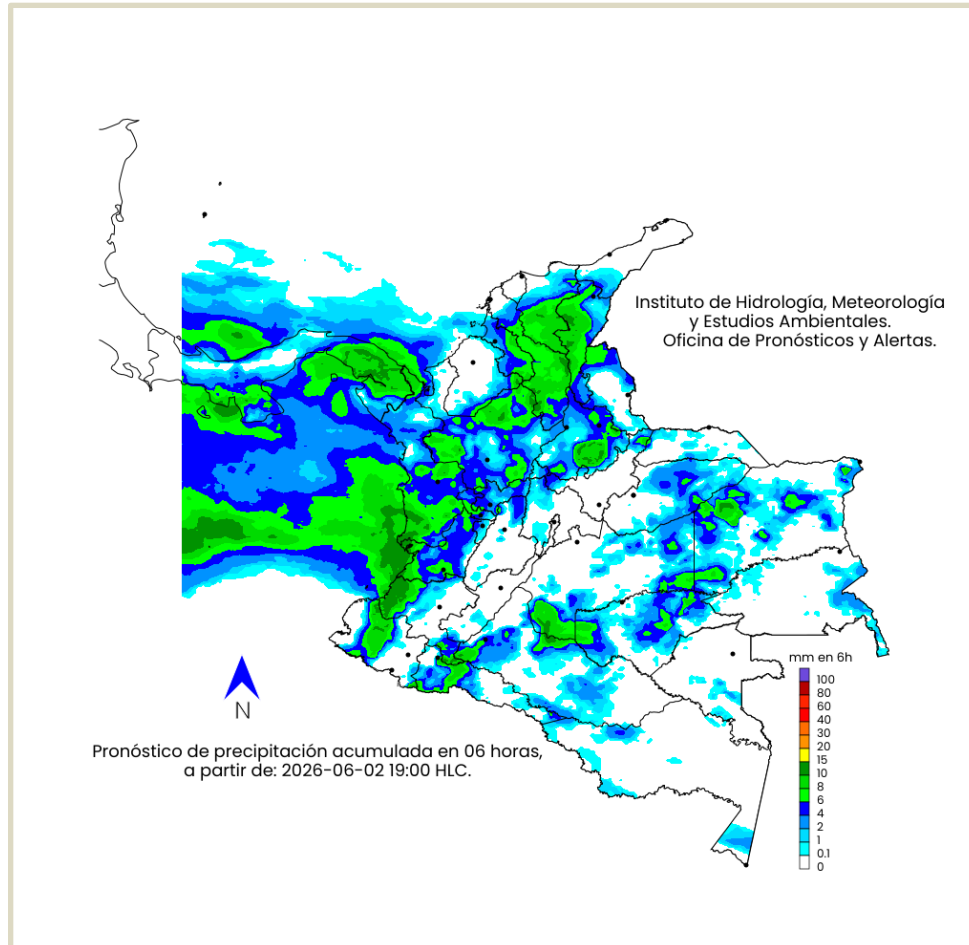 Instituto de Hidrología, Meteorología
y Estudios Ambientales.
Oficina de Pronósticos y Alertas.
mm en 6h
100
80
60
40
30
20
15
10
8
6
4
2
1
0.1
0
N
Pronóstico de precipitación acumulada en 06 horas,
a partir de: 2026-06-02 19:00 HLC.